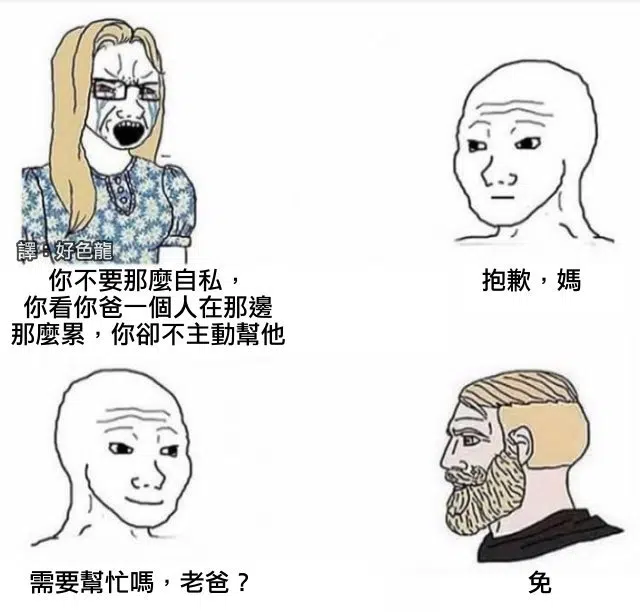 譯：好色龍
你不要那麼自私，
你看你爸一個人在那邊
那麼累，你卻不主動幫他
抱歉，媽
需要幫忙嗎，老爸？
免